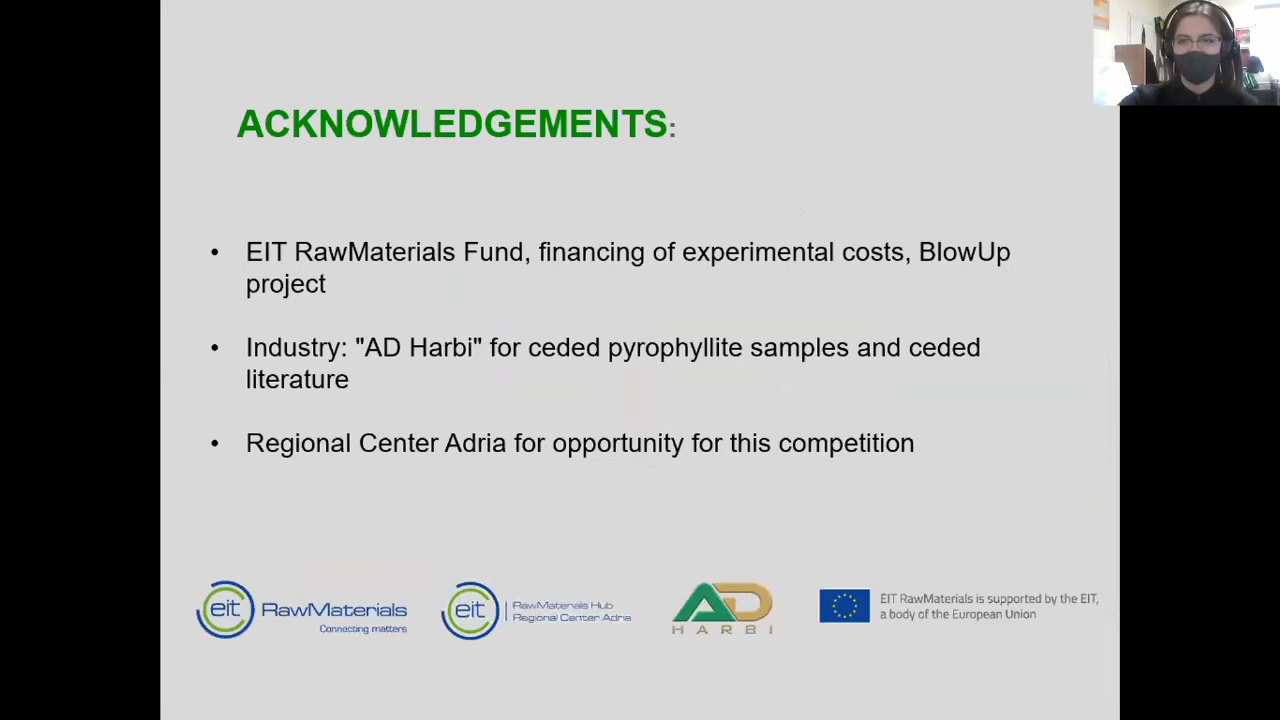 ACKNOWLEDGEMENTS:
• EIT RawMaterials Fund, financing of experimental costs, BlowUp
project
• Industry: "AD Harbi" for ceded pyrophyllite samples and ceded
literature
• Regional Center Adria for opportunity for this competition
eit RawMaterials
Connecting matters
eit RawMaterials Hub
Regional Center Adria
AD
HARBI
EIT RawMaterials is supported by the EIT,
a body of the European Union